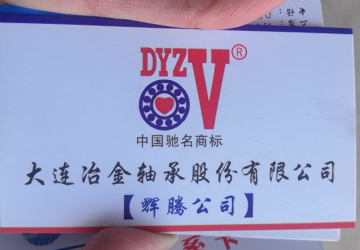 DYZV®
中国驰名商标
大连冶金轴承股份有限公司
【辉腾公司】